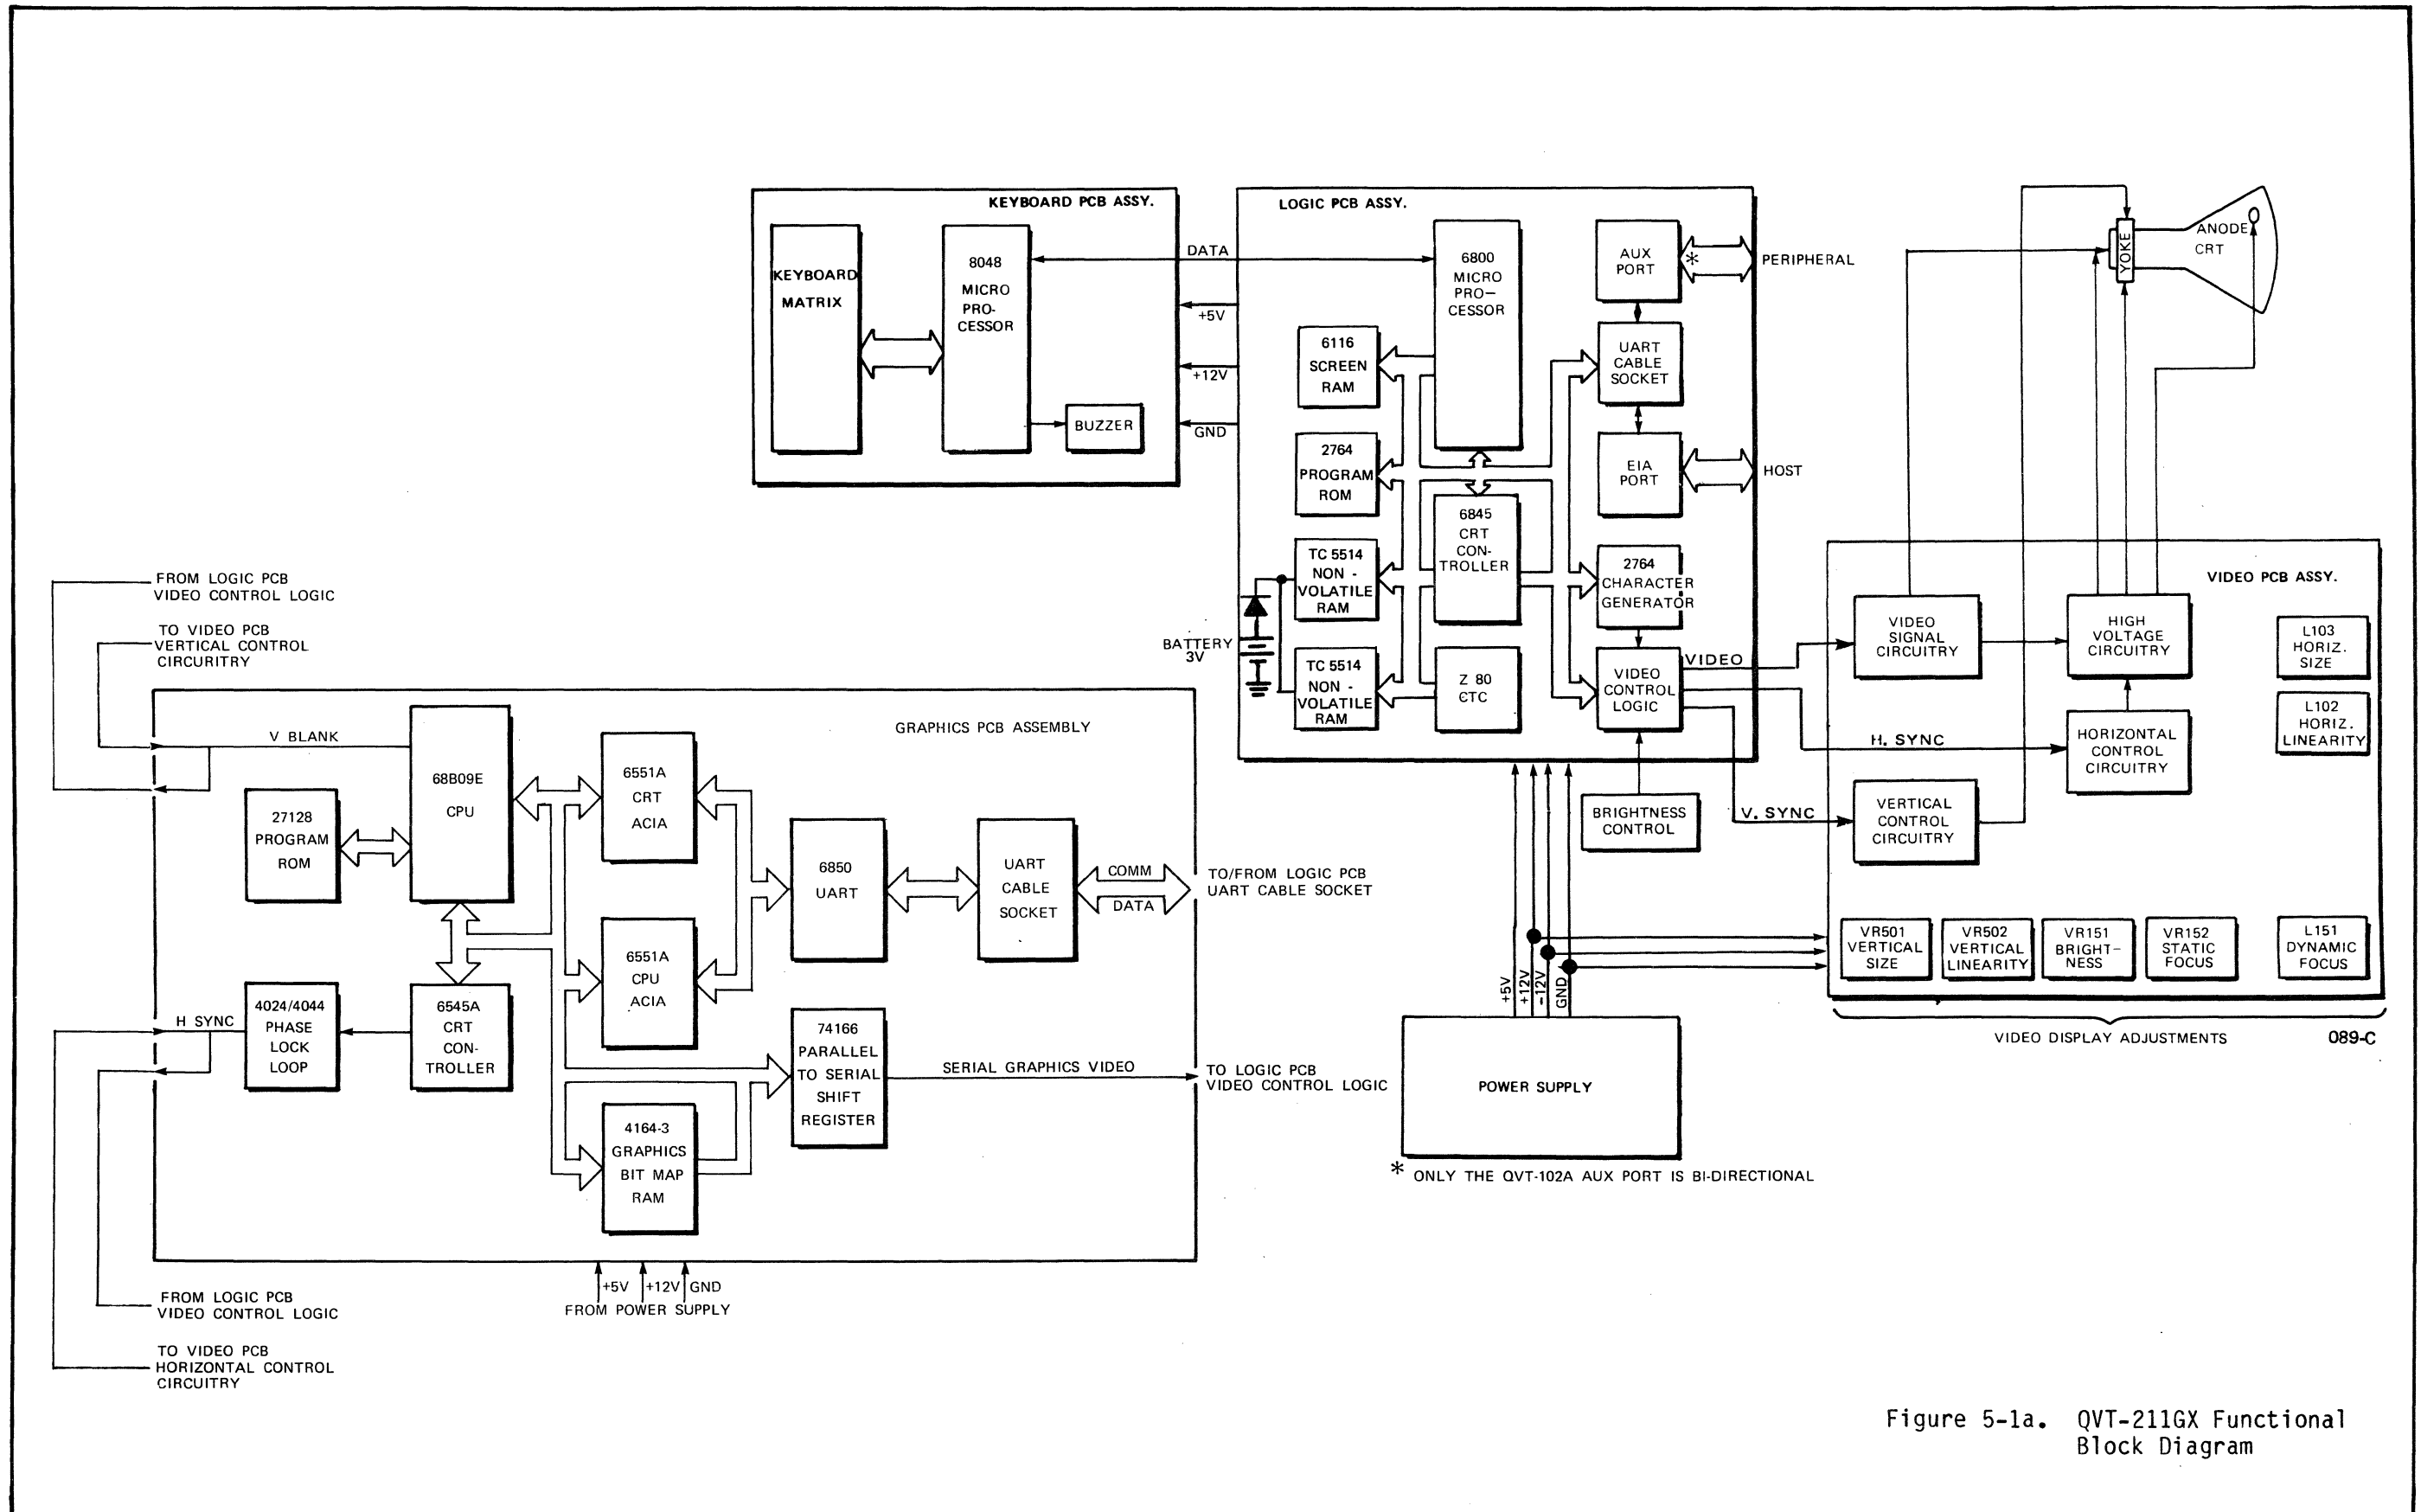 KEYBOARD PCB ASSY.
KEYBOARD
MATRIX
8048
MICRO
PRO-
CESSOR
BUZZER
DATA
+5V
+12V
GND
LOGIC PCB ASSY.
6800
MICRO
PRO-
CESSOR
AUX
PORT
*
PERIPHERAL
6116
SCREEN
RAM
UART
CABLE
SOCKET
2764
PROGRAM
ROM
EIA
PORT
HOST
6845
CRT
CON-
TROLLER
TC 5514
NON -
VOLATILE
RAM
2764
CHARACTER
GENERATOR
BATTERY
3V
TC 5514
NON -
VOLATILE
RAM
Z 80
CTC
VIDEO
CONTROL
LOGIC
VIDEO
H. SYNC
V. SYNC
BRIGHTNESS
CONTROL
YOKE
ANODE
CRT
VIDEO PCB ASSY.
VIDEO
SIGNAL
CIRCUITRY
HIGH
VOLTAGE
CIRCUITRY
L103
HORIZ.
SIZE
L102
HORIZ.
LINEARITY
HORIZONTAL
CONTROL
CIRCUITRY
VERTICAL
CONTROL
CIRCUITRY
VR501
VERTICAL
SIZE
VR502
VERTICAL
LINEARITY
VR151
BRIGHT-
NESS
VR152
STATIC
FOCUS
L151
DYNAMIC
FOCUS
VIDEO DISPLAY ADJUSTMENTS
089-C
+5V
+12V
-12V
GND
POWER SUPPLY
* ONLY THE QVT-102A AUX PORT IS BI-DIRECTIONAL
FROM LOGIC PCB
VIDEO CONTROL LOGIC
TO VIDEO PCB
VERTICAL CONTROL
CIRCURITRY
GRAPHICS PCB ASSEMBLY
V BLANK
68B09E
CPU
27128
PROGRAM
ROM
6551A
CRT
ACIA
6850
UART
UART
CABLE
SOCKET
COMM
DATA
TO/FROM LOGIC PCB
UART CABLE SOCKET
6551A
CPU
ACIA
H SYNC
4024/4044
PHASE
LOCK
LOOP
6545A
CRT
CON-
TROLLER
74166
PARALLEL
TO SERIAL
SHIFT
REGISTER
SERIAL GRAPHICS VIDEO
TO LOGIC PCB
VIDEO CONTROL LOGIC
4164-3
GRAPHICS
BIT MAP
RAM
+5V
+12V
GND
FROM POWER SUPPLY
FROM LOGIC PCB
VIDEO CONTROL LOGIC
TO VIDEO PCB
HORIZONTAL CONTROL
CIRCUITRY
Figure 5-1a. QVT-211GX Functional
Block Diagram